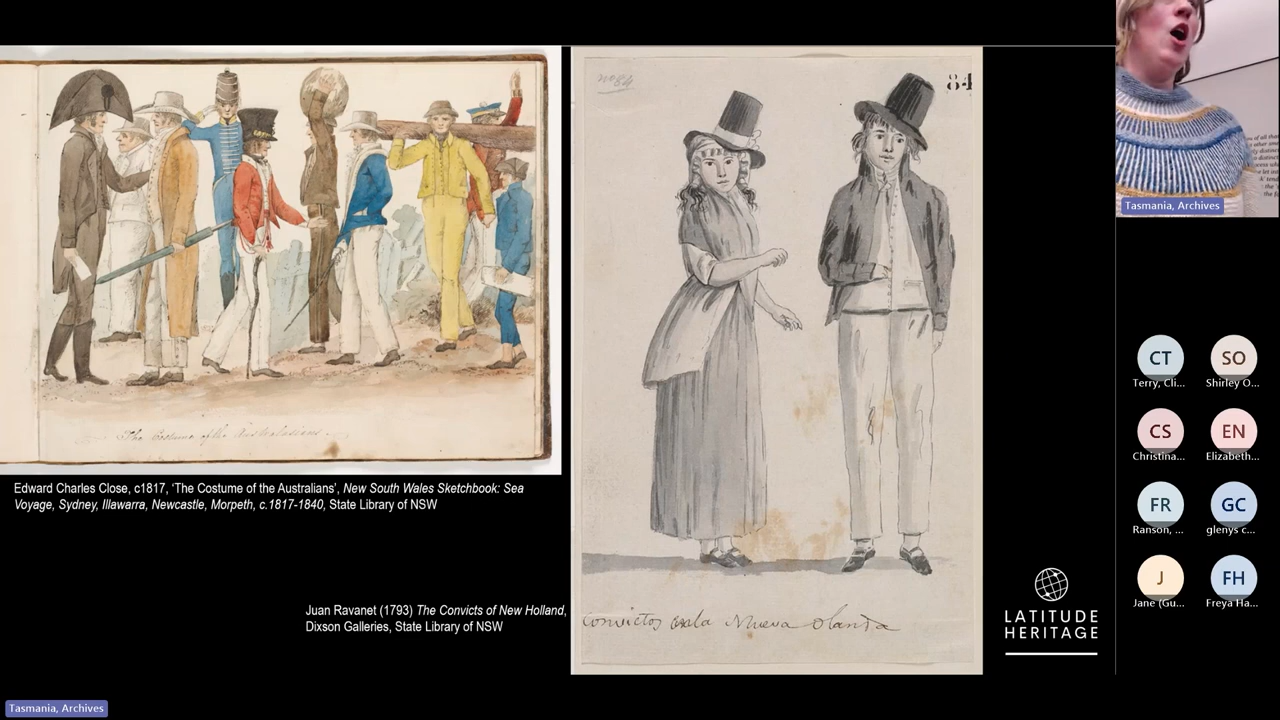 nº 84
84
The Costume of the Australasians
Edward Charles Close, c1817, ‘The Costume of the Australians’, New South Wales Sketchbook: Sea
Voyage, Sydney, Illawarra, Newcastle, Morpeth, c.1817-1840, State Library of NSW
Juan Ravanet (1793) The Convicts of New Holland,
Dixson Galleries, State Library of NSW
Convictos en la Nueva Olanda
LATITUDE
HERITAGE
Tasmania, Archives
CT
Terry, Cli...
SO
Shirley O...
CS
Christina...
EN
Elizabeth...
FR
Ranson, ...
GC
glenys c...
J
Jane (Gu...
FH
Freya Ha...
Tasmania, Archives